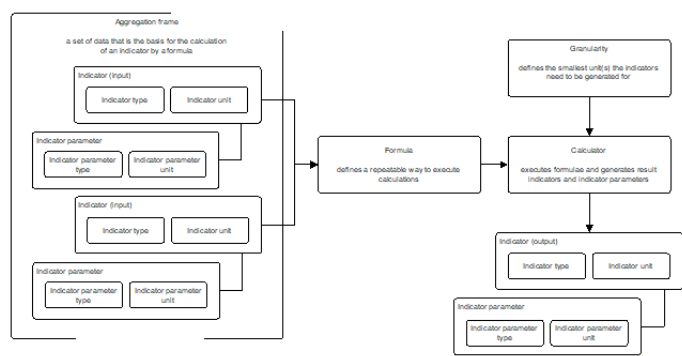 Aggregation frame
a set of data that is the basis for the calculation
of an indicator by a formula
Indicator (input)
Indicator type
Indicator unit
Indicator parameter
Indicator parameter
type
Indicator parameter
unit
Indicator (input)
Indicator type
Indicator unit
Indicator parameter
Indicator parameter
type
Indicator parameter
unit
Formula
defines a repeatable way to execute
calculations
Granularity
defines the smallest unit(s) the indicators
need to be generated for
Calculator
executes formulae and generates result
indicators and indicator parameters
Indicator (output)
Indicator type
Indicator unit
Indicator parameter
Indicator parameter
type
Indicator parameter
unit